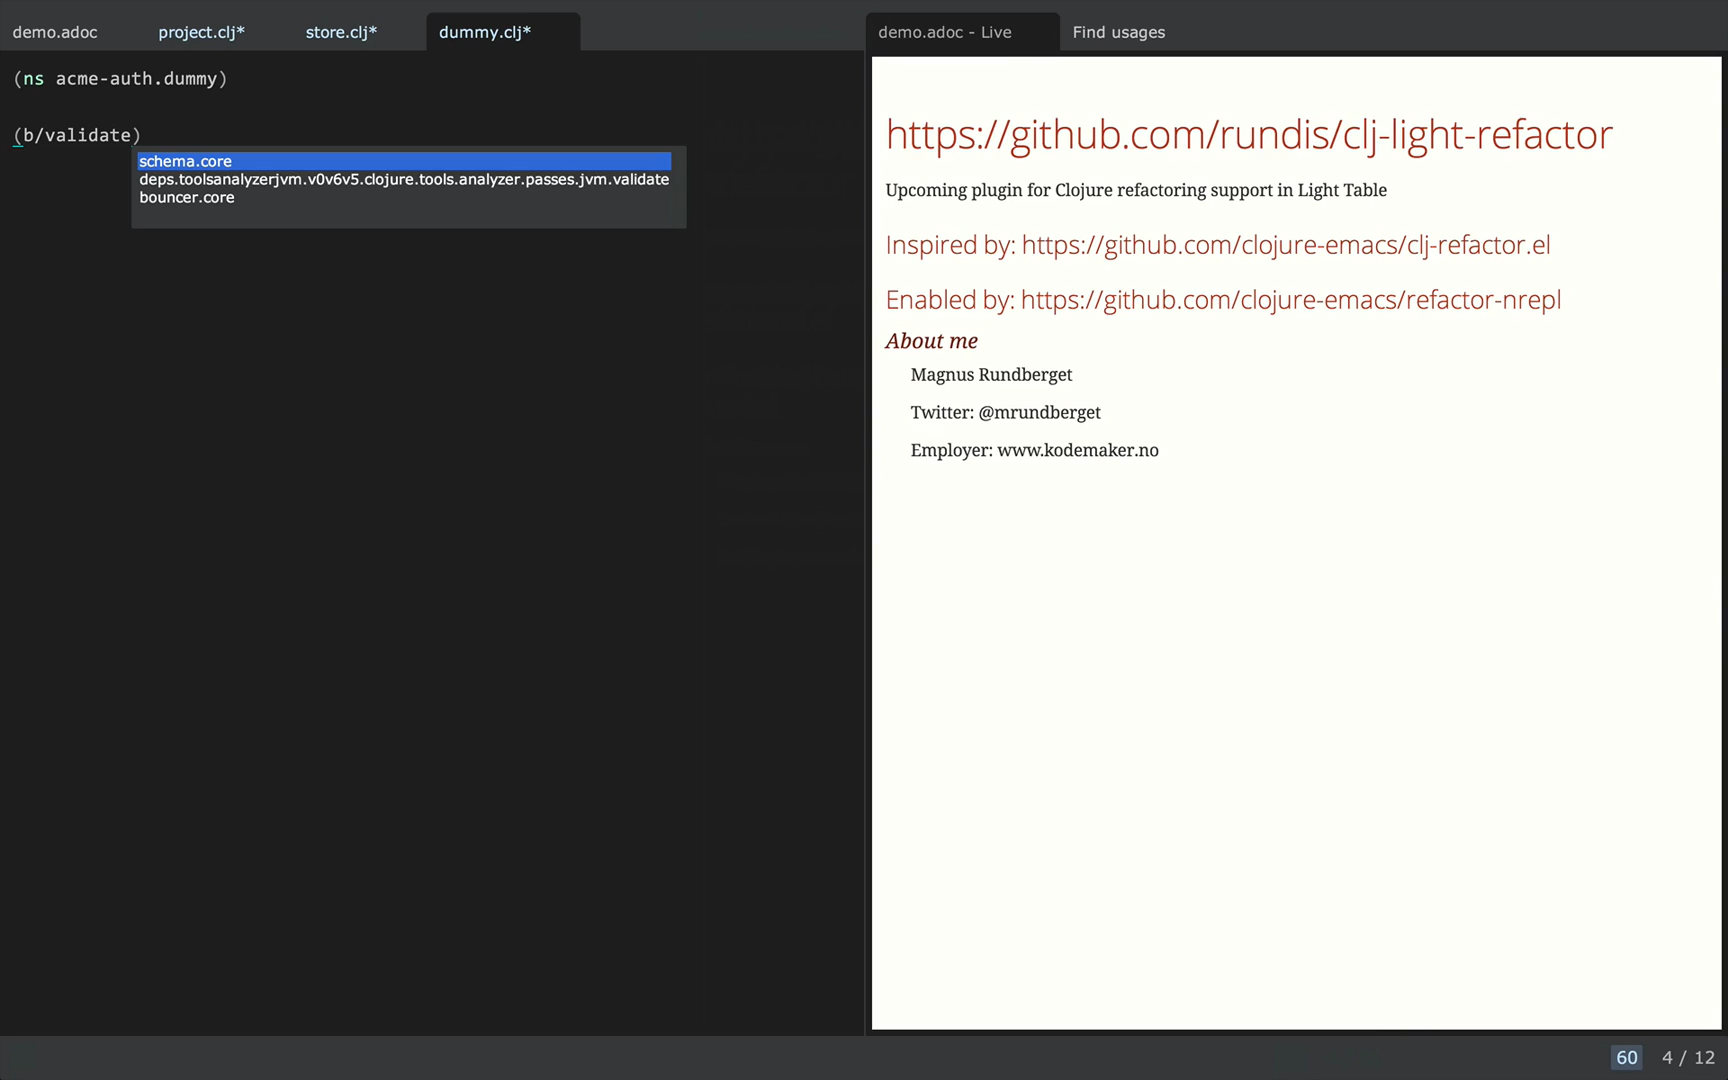 demo.adoc project.clj* store.clj* dummy.clj*
(ns acme-auth.dummy)
(b/validate)
schema.core
deps.toolsanalyzerjvm.v0v6v5.clojure.tools.analyzer.passes.jvm.validate
bouncer.core
demo.adoc - Live Find usages
https://github.com/rundis/clj-light-refactor
Upcoming plugin for Clojure refactoring support in Light Table
Inspired by: https://github.com/clojure-emacs/clj-refactor.el
Enabled by: https://github.com/clojure-emacs/refactor-nrepl
About me
Magnus Rundberget
Twitter: @mrundberget
Employer: www.kodemaker.no
60 4 / 12